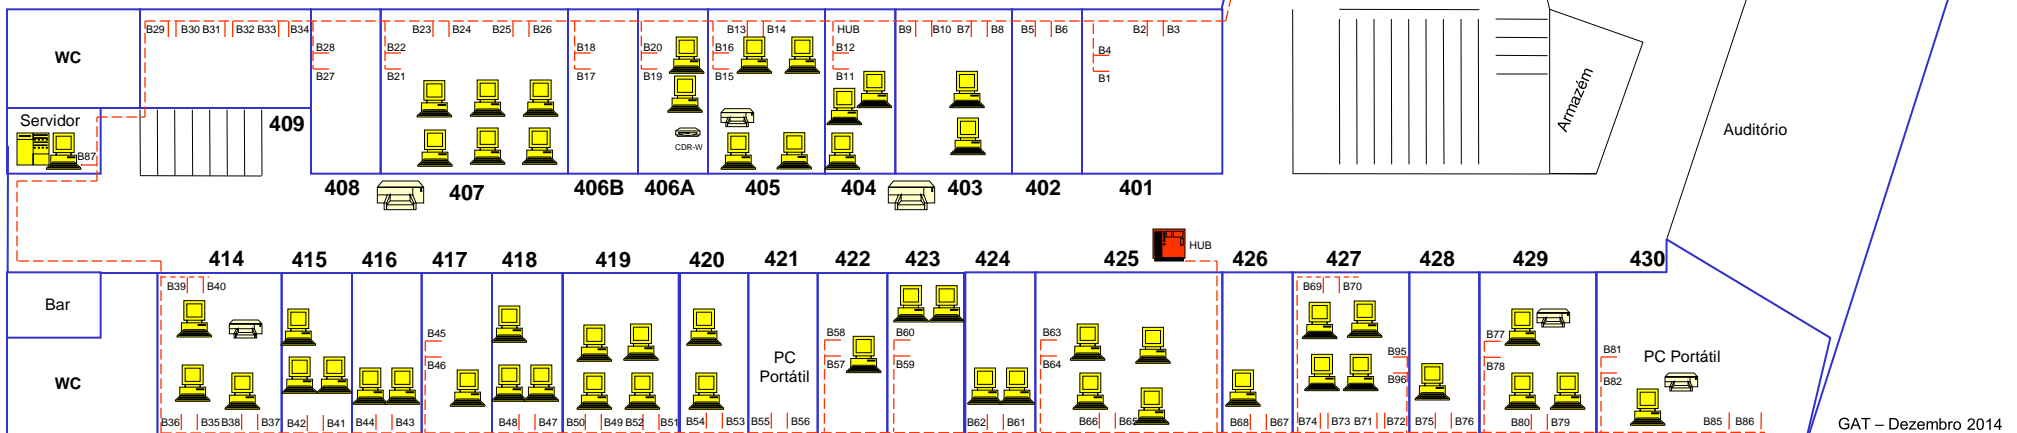 B29 B30 B31 B32 B33 B34
B23 B24 B25 B26
B13 B14
HUB
B9 B10 B7 B8
B5 B6
B2 B3
WC
B28
B27
B22
B21
B18
B17
B20
B19
B16
B15
B12
B11
B4
B1
Servidor
B87
409
CDR-W
Armazém
Auditório
408
407
406B
406A
405
404
403
402
401
HUB
414
415
416
417
418
419
420
421
422
423
424
425
426
427
428
429
430
Bar
B39 B40
B45
B46
B58
B57
B60
B59
B63
B64
B69 B70
B95
B96
B77
B78
B81
B82
PC
Portátil
PC Portátil
WC
B36 B35 B38 B37
B42 B41
B44 B43
B48 B47
B50 B49 B52 B51
B54 B53
B55 B56
B62 B61
B66 B65
B68 B67
B74 B73 B71 B72
B75 B76
B80 B79
B85 B86
GAT – Dezembro 2014